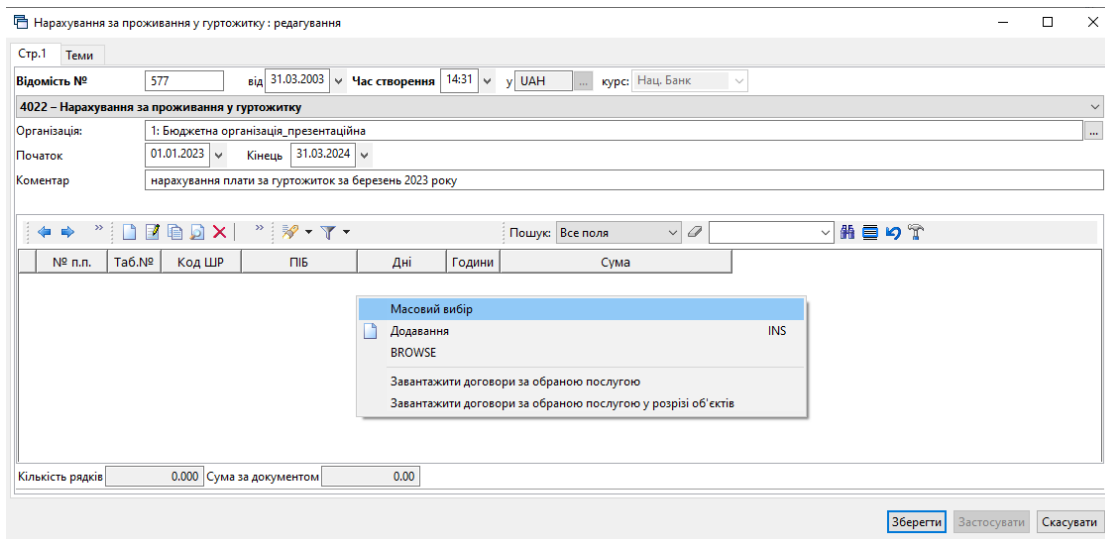 Нарахування за проживання у гуртожитку : редагування
Стр.1 Теми
Відомість № 577 від 31.03.2003 Час створення 14:31 у UAH ... курс: Нац. Банк
4022 – Нарахування за проживання у гуртожитку
Організація: 1: Бюджетна організація_презентаційна ...
Початок 01.01.2023 Кінець 31.03.2024
Коментар нарахування плати за гуртожиток за березень 2023 року
Пошук: Все поля
№ п.п. Таб.№ Код ШР ПІБ Дні Години Сума
Масовий вибір
Додавання INS
BROWSE
Завантажити договори за обраною послугою
Завантажити договори за обраною послугою у розрізі об'єктів
Кількість рядків 0.000 Сума за документом 0.00
Зберегти Застосувати Скасувати